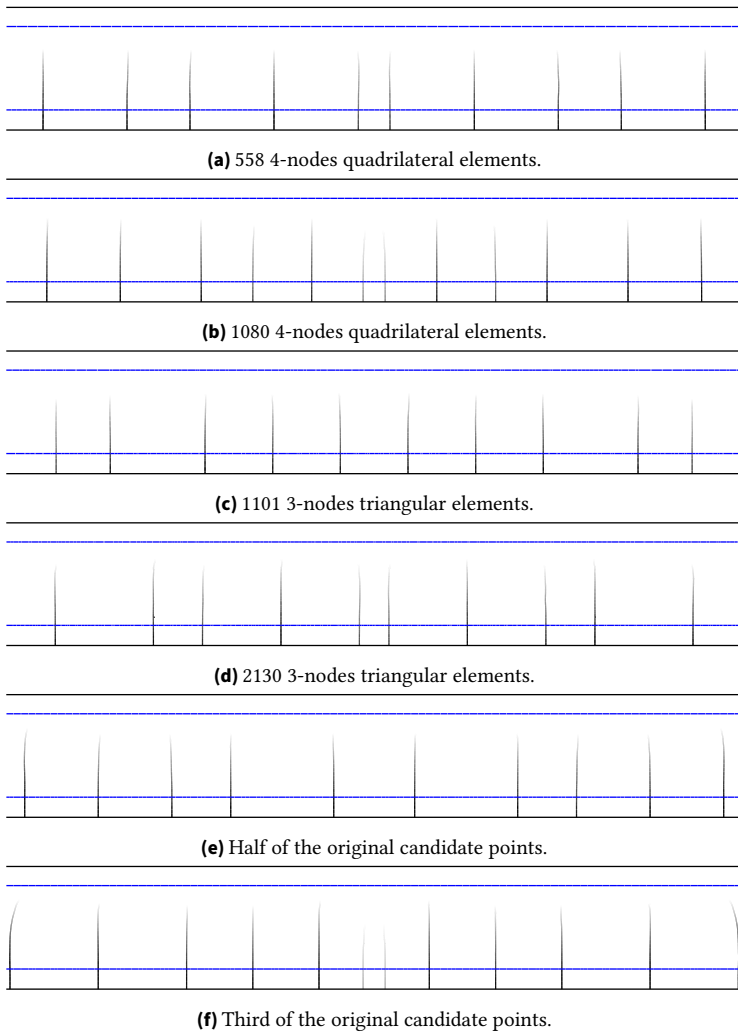 (a) 558 4-nodes quadrilateral elements.
(b) 1080 4-nodes quadrilateral elements.
(c) 1101 3-nodes triangular elements.
(d) 2130 3-nodes triangular elements.
(e) Half of the original candidate points.
(f) Third of the original candidate points.